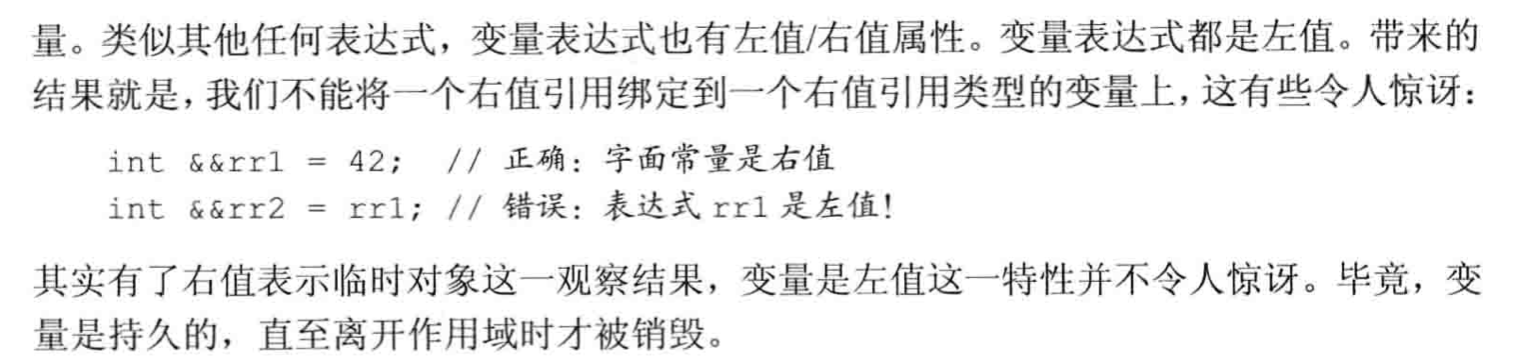 量。类似其他任何表达式，变量表达式也有左值/右值属性。变量表达式都是左值。带来的
结果就是，我们不能将一个右值引用绑定到一个右值引用类型的变量上，这有些令人惊讶：
int &&rr1 = 42;  // 正确：字面常量是右值
int &&rr2 = rr1; // 错误：表达式 rr1 是左值!
其实有了右值表示临时对象这一观察结果，变量是左值这一特性并不令人惊讶。毕竟，变
量是持久的，直至离开作用域时才被销毁。